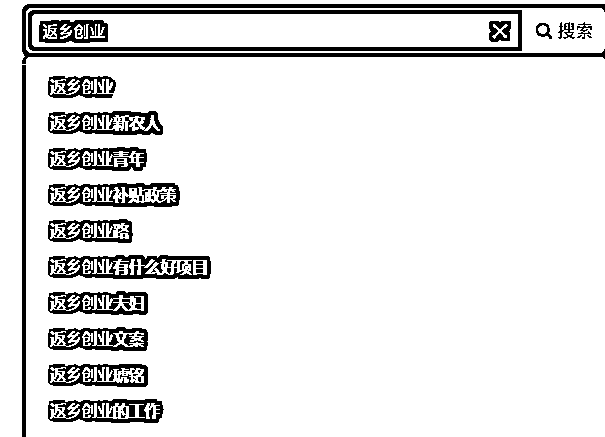 返乡创业 搜索
返乡创业
返乡创业新农人
返乡创业青年
返乡创业补贴政策
返乡创业路
返乡创业有什么好项目
返乡创业夫妇
返乡创业文案
返乡创业琥铭
返乡创业的工作